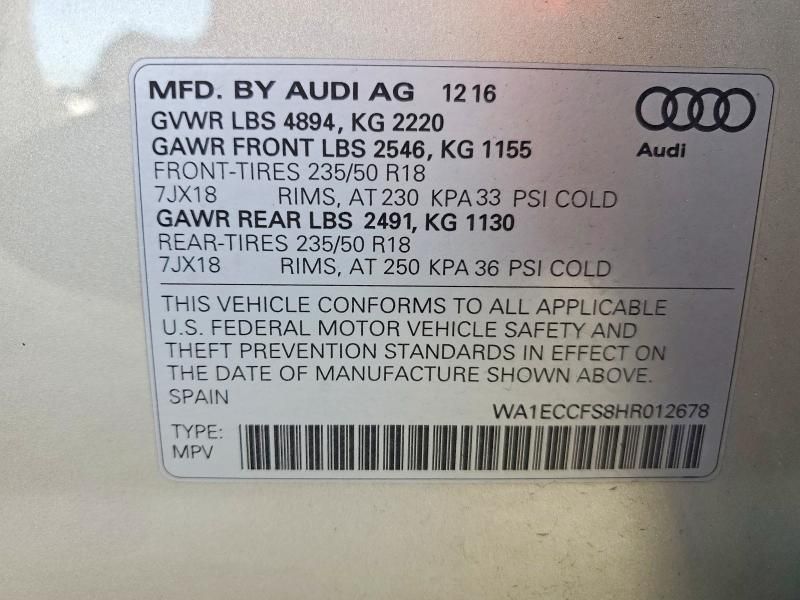 MFD. BY AUDI AG 12 16
GVWR LBS 4894, KG 2220
GAWR FRONT LBS 2546, KG 1155
Audi
FRONT-TIRES 235/50 R18
7JX18 RIMS, AT 230 KPA 33 PSI COLD
GAWR REAR LBS 2491, KG 1130
REAR-TIRES 235/50 R18
7JX18 RIMS, AT 250 KPA 36 PSI COLD
THIS VEHICLE CONFORMS TO ALL APPLICABLE
U.S. FEDERAL MOTOR VEHICLE SAFETY AND
THEFT PREVENTION STANDARDS IN EFFECT ON
THE DATE OF MANUFACTURE SHOWN ABOVE.
SPAIN
WA1ECCFS8HR012678
TYPE:
MPV